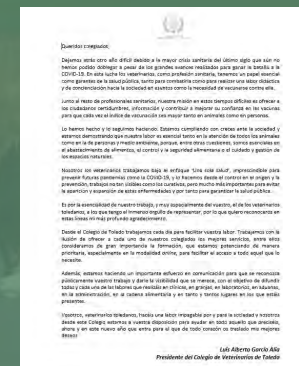 Queridos colegiados,
Dejamos atrás otro año difícil debido a la mayor crisis sanitaria del último siglo que aún no
hemos podido doblegar a pesar de los grandes avances realizados para ganar la batalla a la
COVID-19. En esta lucha los veterinarios, como profesión sanitaria, tenemos un papel esencial
como garantes de la salud pública, tanto para combatirla como para realizar una labor didáctica
y de concienciación hacia la sociedad en asuntos como la necesidad de vacunarse contra ella.
Junto al resto de profesionales sanitarios, nuestra misión en estos tiempos difíciles es ofrecer a
los ciudadanos certidumbres, información y contribuir a mejorar su confianza en las vacunas
para que cada vez el índice de vacunación sea mayor tanto en animales como en personas.
Lo hemos hecho y lo seguimos haciendo. Estamos cumpliendo con creces ante la sociedad y
estamos demostrando que nuestra labor es esencial tanto en la atención de todos los animales
como en la de personas y medio ambiente, porque, entre otras cuestiones, somos esenciales en
el abastecimiento de alimentos, el control y la seguridad alimentaria o el cuidado y gestión de
los espacios naturales.
Nosotros los veterinarios trabajamos bajo el enfoque 'Una sola salud', imprescindible para
prevenir futuras pandemias como la COVID-19, y lo hacemos desde el control en el origen y la
prevención, trabajos no tan visibles como los curativos, pero mucho más importantes para evitar
la aparición y expansión de estas enfermedades y por tanto para garantizar la salud pública.
Es por la esencialidad de nuestro trabajo, y muy especialmente del vuestro, el de los veterinarios
toledanos, a los que tengo el inmenso orgullo de representar, por lo que quiero reconoceros en
estas líneas mi más profundo agradecimiento.
Desde el Colegio de Toledo trabajamos cada día para facilitar vuestra labor. Trabajamos con la
ilusión de ofrecer a cada uno de nuestros colegiados los mejores servicios, entre ellos
consideramos de gran importancia la formación, que estamos potenciando de manera
prioritaria, especialmente en la modalidad online, para facilitar el acceso a todo aquel que lo
necesite.
Además, estamos haciendo un importante esfuerzo en comunicación para que se reconozca
públicamente vuestro trabajo y darle la visibilidad que se merece, con el objetivo de difundir
todas y cada una de las labores que realizáis en clínicas, en granjas, en laboratorios, en aduanas,
en la administración, en al cadena alimentaria y en tanto y tantos lugares en los que estáis
presentes.
Vosotros, veterinarios toledanos, hacéis una labor inigualable por y para la sociedad y nosotros
desde este Colegio estamos a vuestra disposición para ayudar en todo aquello que preciséis,
ahora y en este nuevo año que entra para el que de todo corazón os traslado mis mejores
deseos
Luis Alberto García Alía
Presidente del Colegio de Veterinarios de Toledo